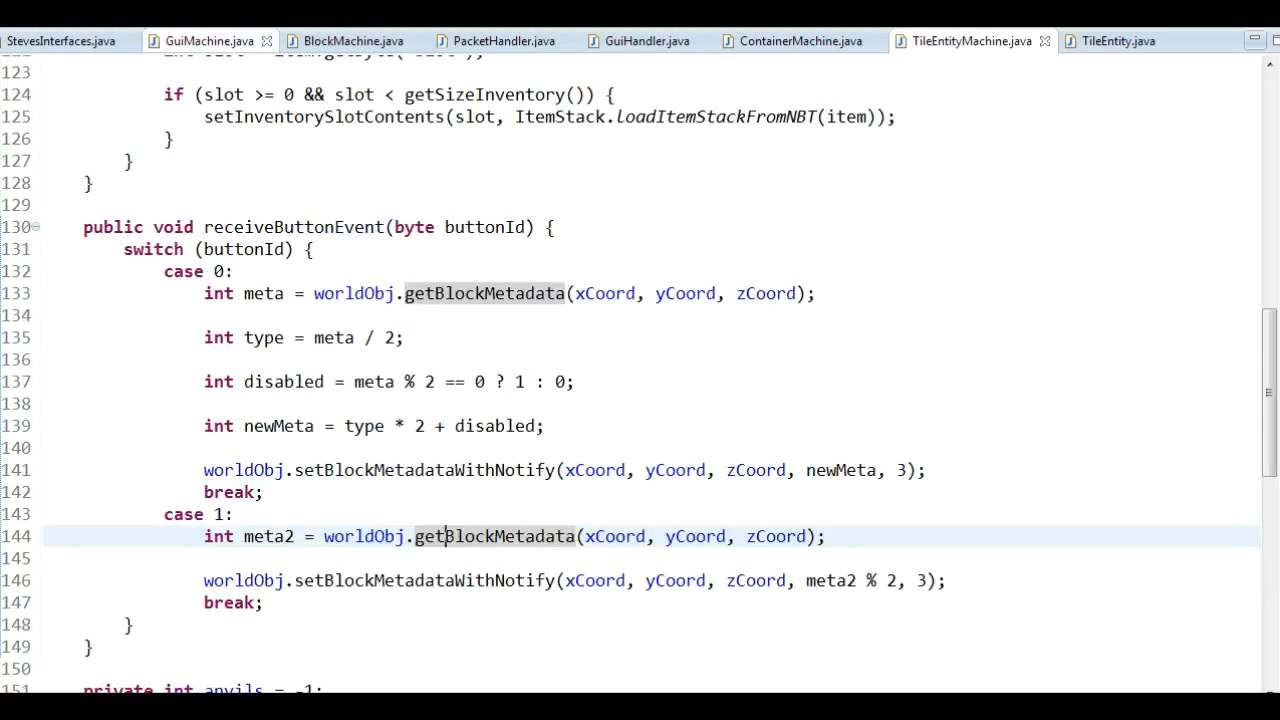 StevesInterfaces.java GuiMachine.java BlockMachine.java PacketHandler.java GuiHandler.java ContainerMachine.java TileEntityMachine.java TileEntity.java
123
124 if (slot >= 0 && slot < getSizeInventory()) {
125 setInventorySlotContents(slot, ItemStack.loadItemStackFromNBT(item));
126 }
127 }
128 }
129
130 public void receiveButtonEvent(byte buttonId) {
131 switch (buttonId) {
132 case 0:
133 int meta = worldObj.getBlockMetadata(xCoord, yCoord, zCoord);
134
135 int type = meta / 2;
136
137 int disabled = meta % 2 == 0 ? 1 : 0;
138
139 int newMeta = type * 2 + disabled;
140
141 worldObj.setBlockMetadataWithNotify(xCoord, yCoord, zCoord, newMeta, 3);
142 break;
143 case 1:
144 int meta2 = worldObj.getBlockMetadata(xCoord, yCoord, zCoord);
145
146 worldObj.setBlockMetadataWithNotify(xCoord, yCoord, zCoord, meta2 % 2, 3);
147 break;
148 }
149 }
150
151 private int anvils = -1;